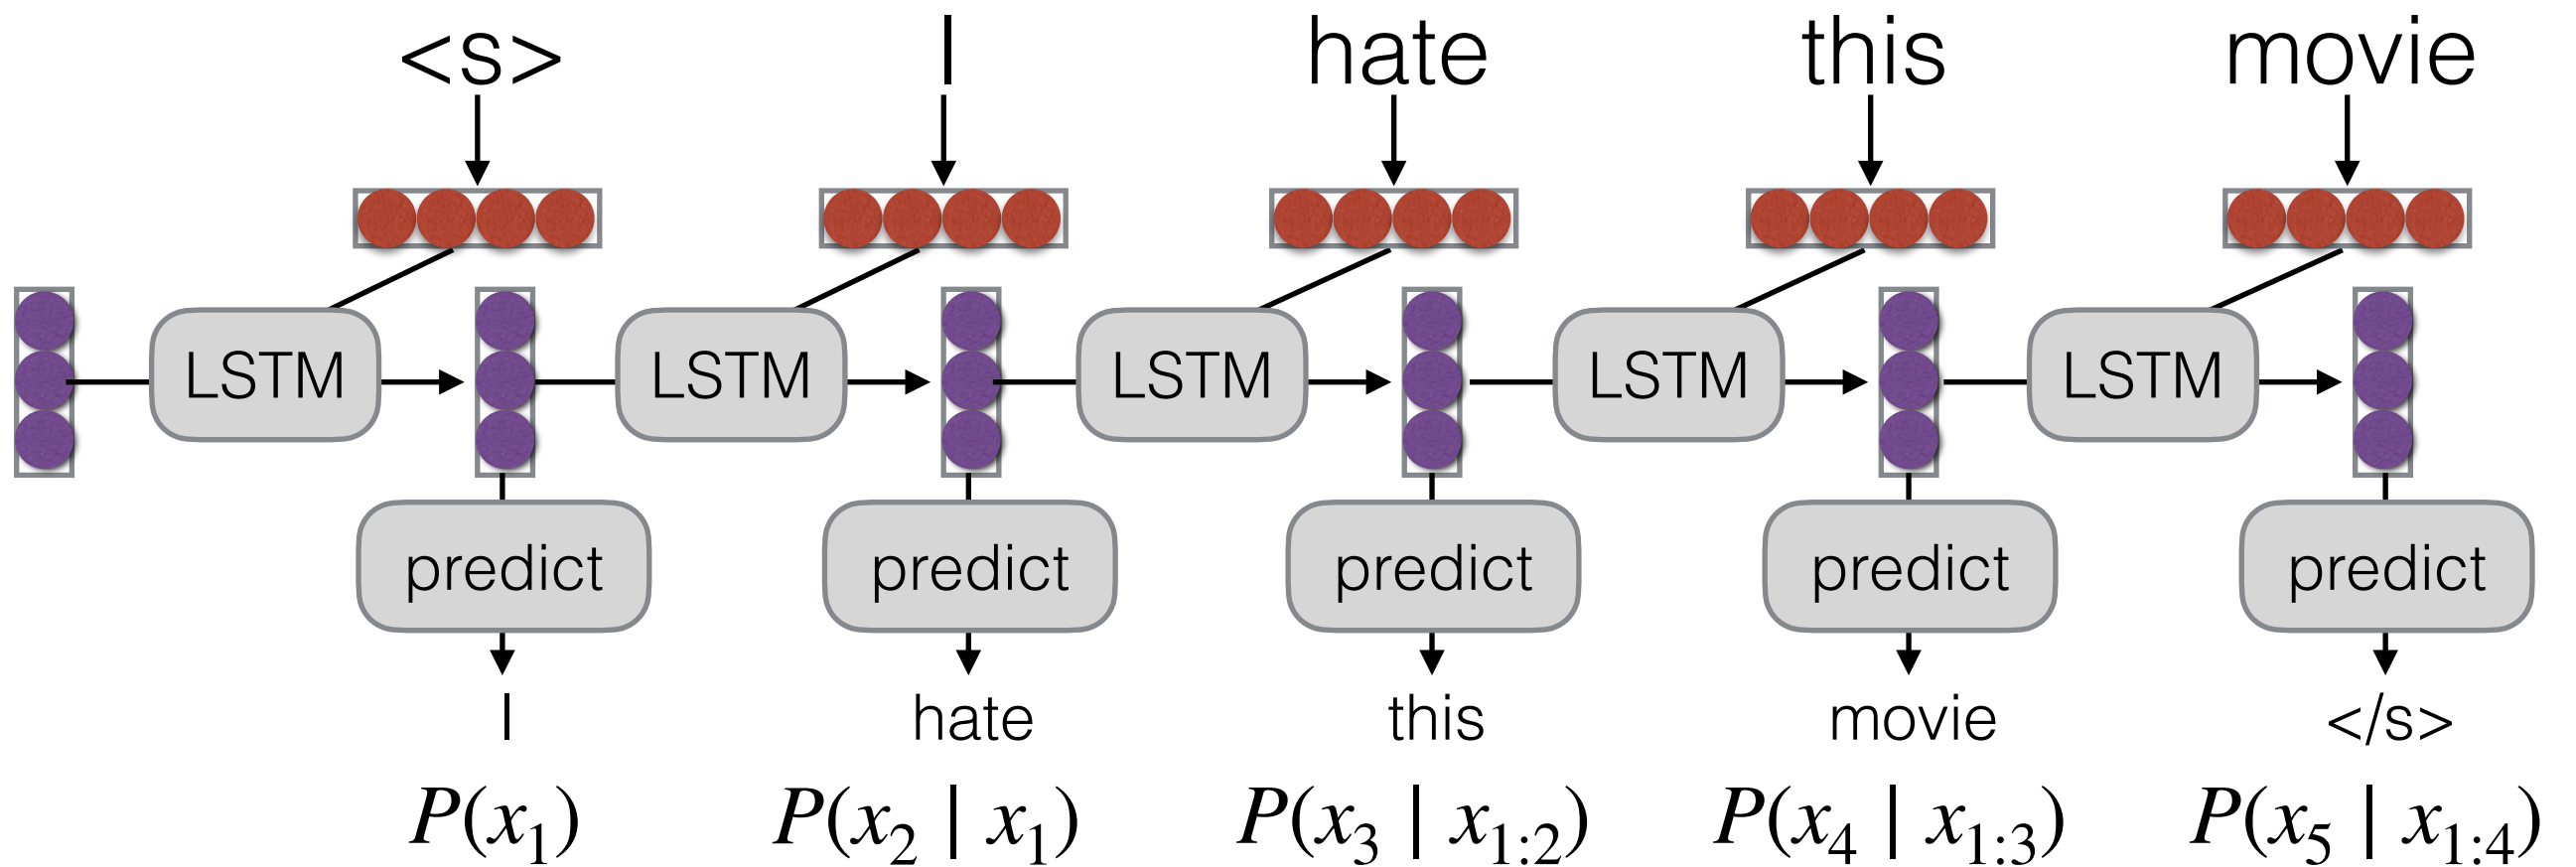 <s> I hate this movie
LSTM LSTM LSTM LSTM LSTM
predict predict predict predict predict
I hate this movie </s>
P(x₁) P(x₂ | x₁) P(x₃ | x₁:₂) P(x₄ | x₁:₃) P(x₅ | x₁:₄)